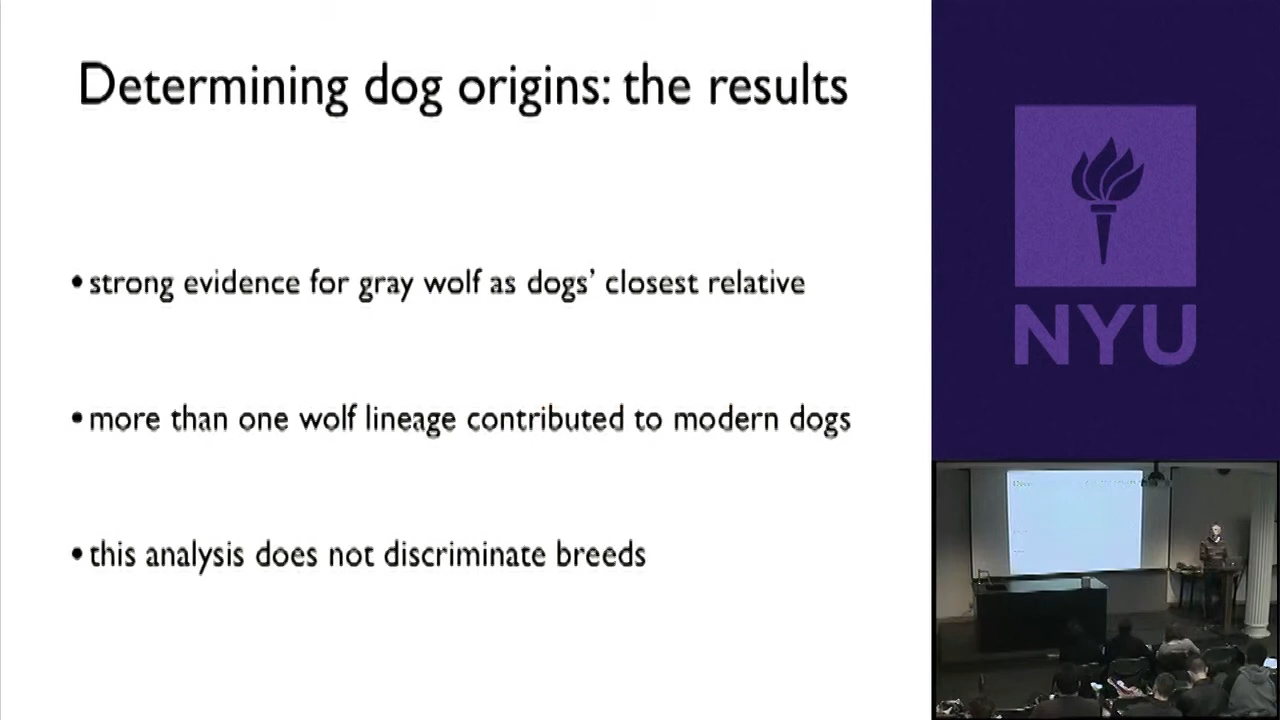 Determining dog origins: the results
• strong evidence for gray wolf as dogs’ closest relative
• more than one wolf lineage contributed to modern dogs
• this analysis does not discriminate breeds
NYU